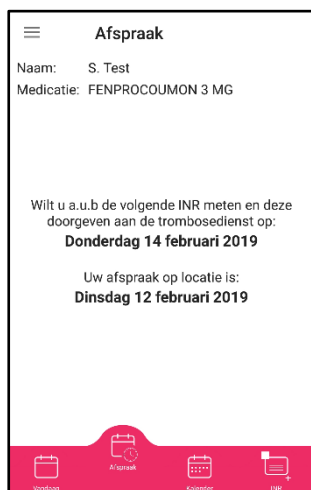 Afspraak
Naam: S. Test
Medicatie: FENPROCOUMON 3 MG
Wilt u a.u.b de volgende INR meten en deze
doorgeven aan de trombosedienst op:
Donderdag 14 februari 2019
Uw afspraak op locatie is:
Dinsdag 12 februari 2019
Vandaag Afspraak Kalender INR